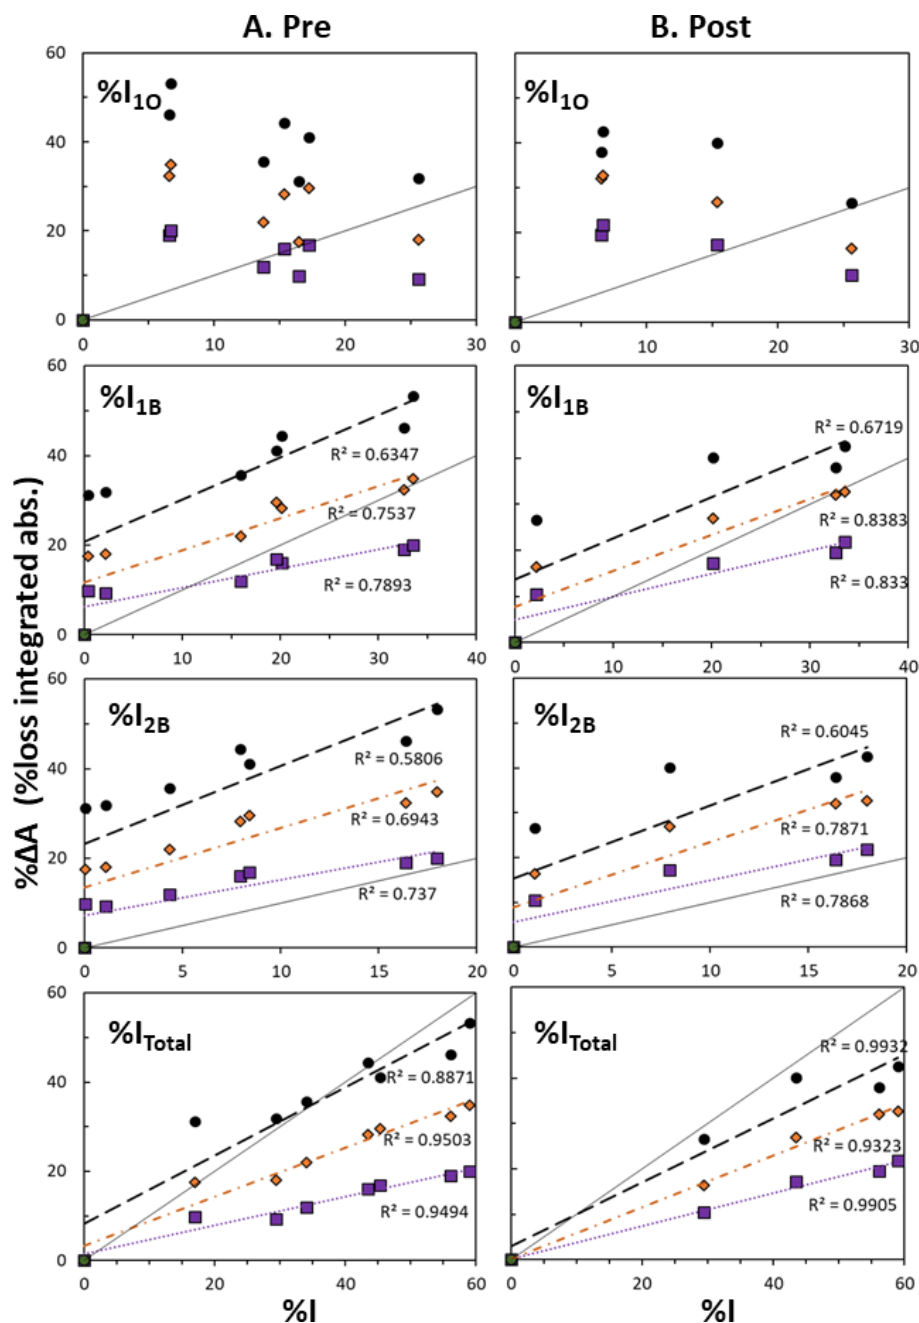 A. Pre
B. Post
%ΔA (%loss integrated abs.)
%I1O
60
40
20
0
0
10
20
30
%I1O
0
10
20
30
%I1B
60
40
20
0
R² = 0.6347
R² = 0.7537
R² = 0.7893
0
10
20
30
40
%I1B
R² = 0.6719
R² = 0.8383
R² = 0.833
0
10
20
30
40
%I2B
60
40
20
0
R² = 0.5806
R² = 0.6943
R² = 0.737
0
5
10
15
20
%I2B
R² = 0.6045
R² = 0.7871
R² = 0.7868
0
5
10
15
20
%ITotal
60
40
20
0
R² = 0.8871
R² = 0.9503
R² = 0.9494
0
20
40
60
%I
%ITotal
R² = 0.9932
R² = 0.9323
R² = 0.9905
0
20
40
60
%I